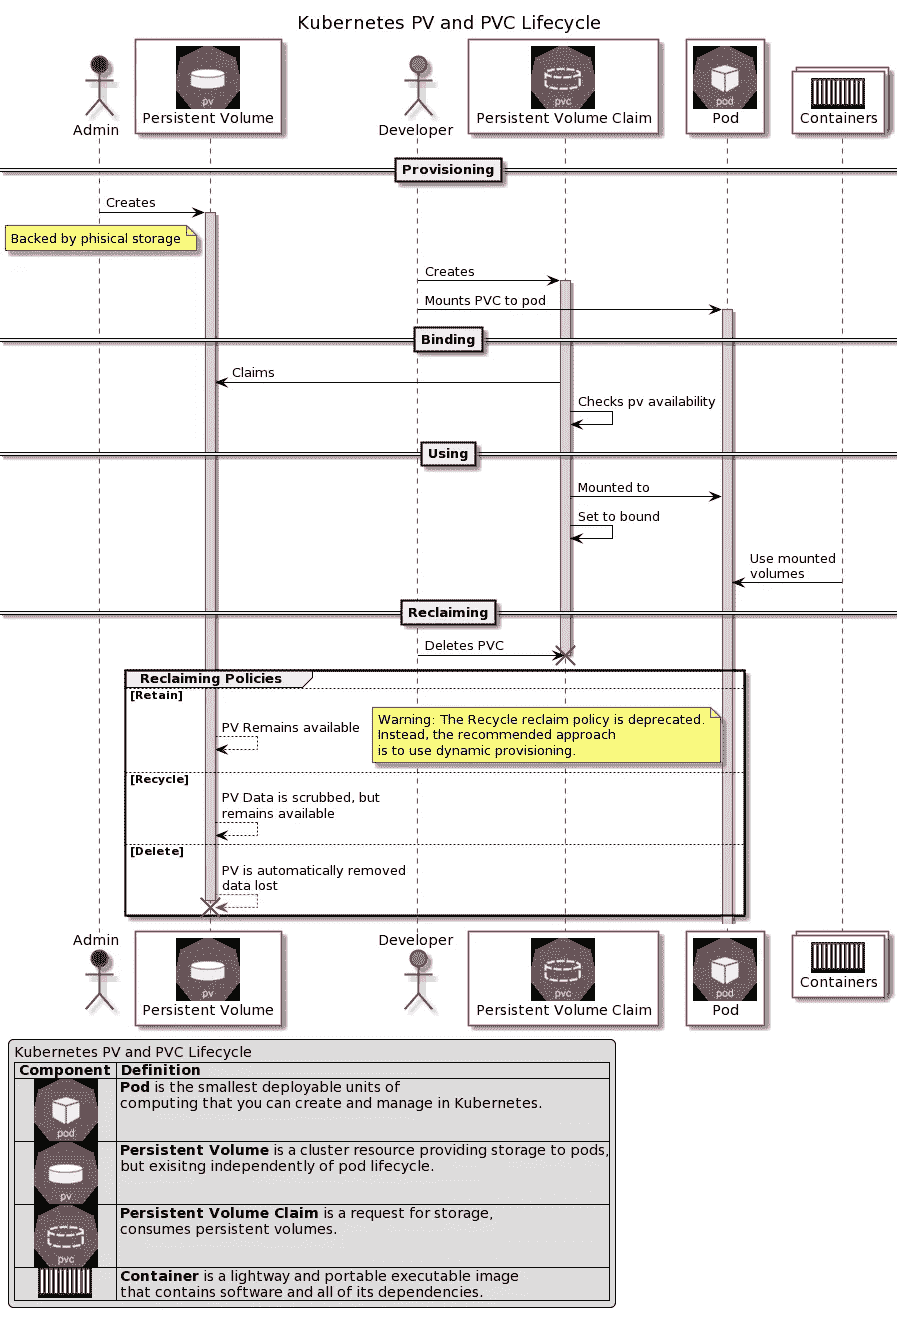 Kubernetes PV and PVC Lifecycle
pv
pvc
pod
Admin
Persistent Volume
Developer
Persistent Volume Claim
Pod
Containers
Provisioning
Creates
Backed by phisical storage
Creates
Mounts PVC to pod
Binding
Claims
Checks pv availability
Using
Mounted to
Set to bound
Use mounted
volumes
Reclaiming
Deletes PVC
Reclaiming Policies
[Retain]
PV Remains available
Warning: The Recycle reclaim policy is deprecated.
Instead, the recommended approach
is to use dynamic provisioning.
[Recycle]
PV Data is scrubbed, but
remains available
[Delete]
PV is automatically removed
data lost
Admin
pv
Persistent Volume
Developer
pvc
Persistent Volume Claim
pod
Pod
Containers
Kubernetes PV and PVC Lifecycle
Component Definition
pod
Pod is the smallest deployable units of
computing that you can create and manage in Kubernetes.
pv
Persistent Volume is a cluster resource providing storage to pods,
but exisitng independently of pod lifecycle.
pvc
Persistent Volume Claim is a request for storage,
consumes persistent volumes.
Container is a lightway and portable executable image
that contains software and all of its dependencies.